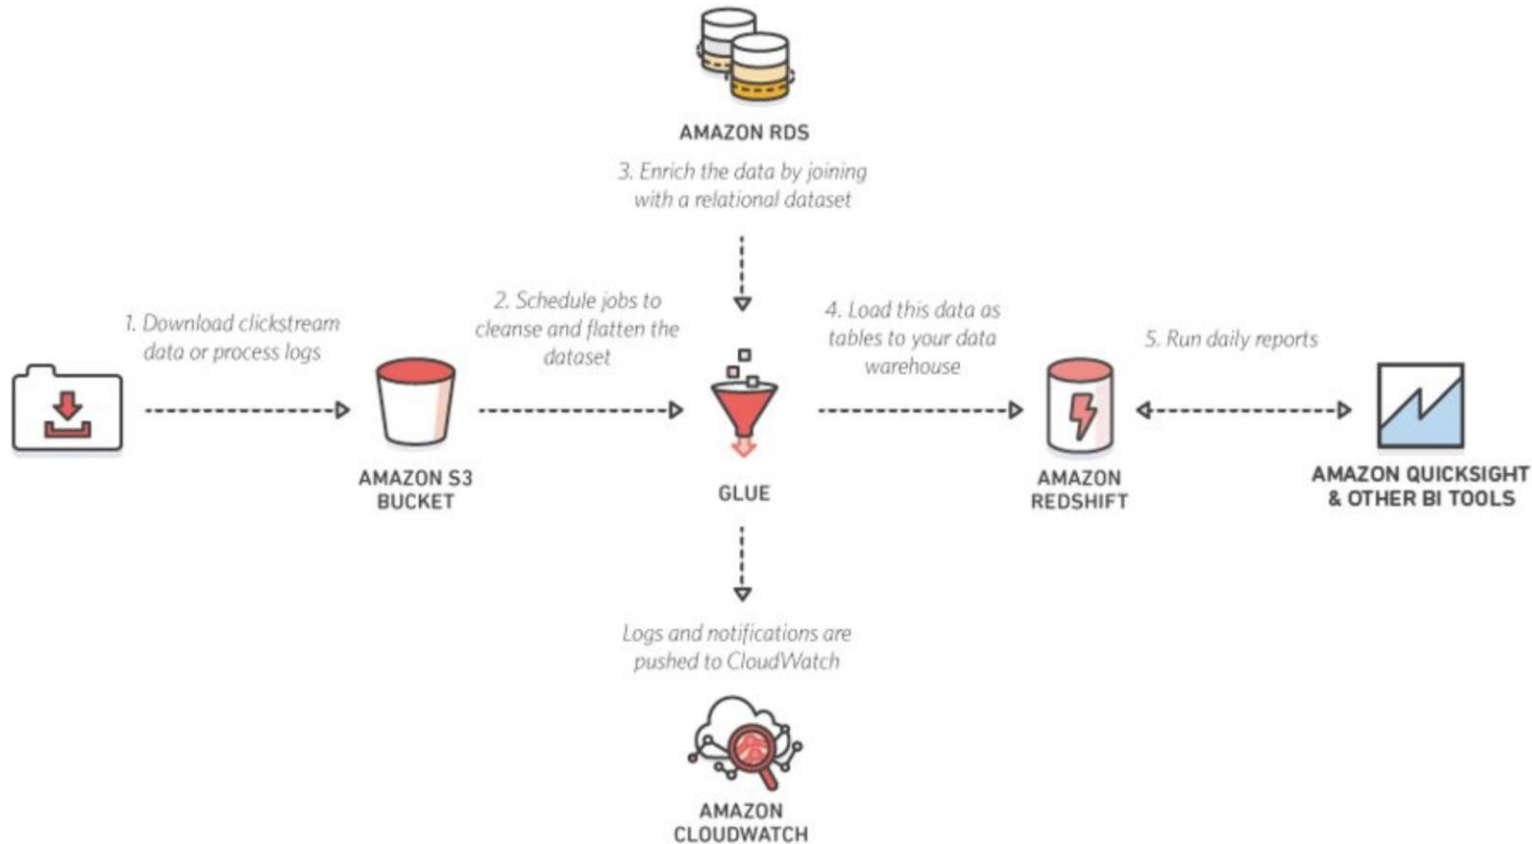 AMAZON RDS
3. Enrich the data by joining
with a relational dataset
1. Download clickstream
data or process logs
2. Schedule jobs to
cleanse and flatten the
dataset
4. Load this data as
tables to your data
warehouse
5. Run daily reports
AMAZON S3
BUCKET
GLUE
AMAZON
REDSHIFT
AMAZON QUICKSIGHT
& OTHER BI TOOLS
Logs and notifications are
pushed to CloudWatch
AMAZON
CLOUDWATCH